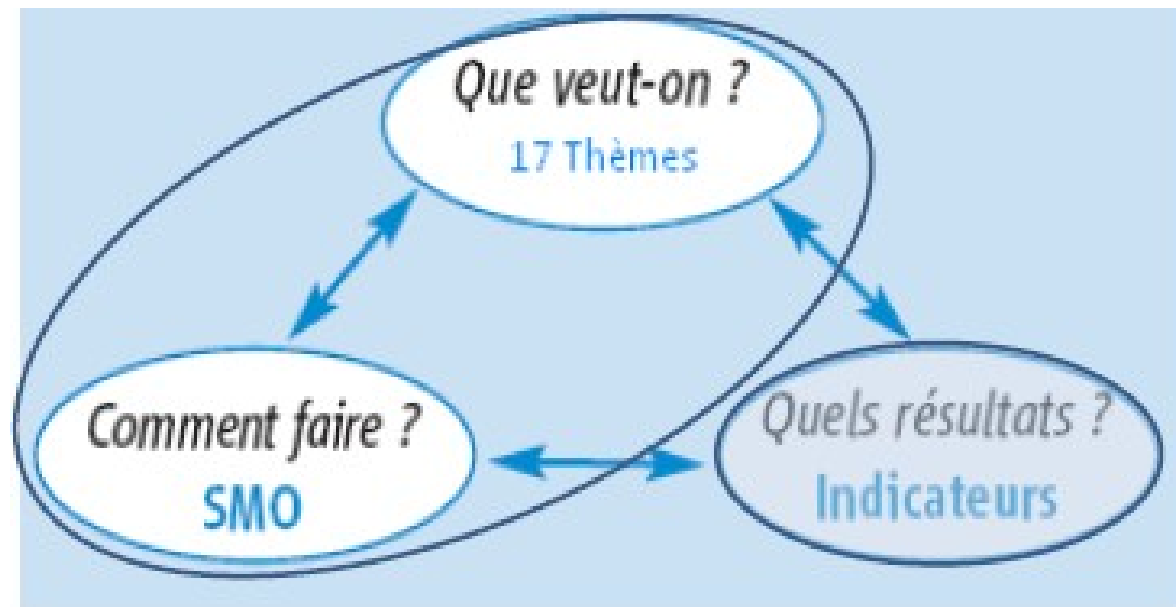 Que veut-on ?
17 Thèmes
Comment faire ?
SMO
Quels résultats ?
Indicateurs